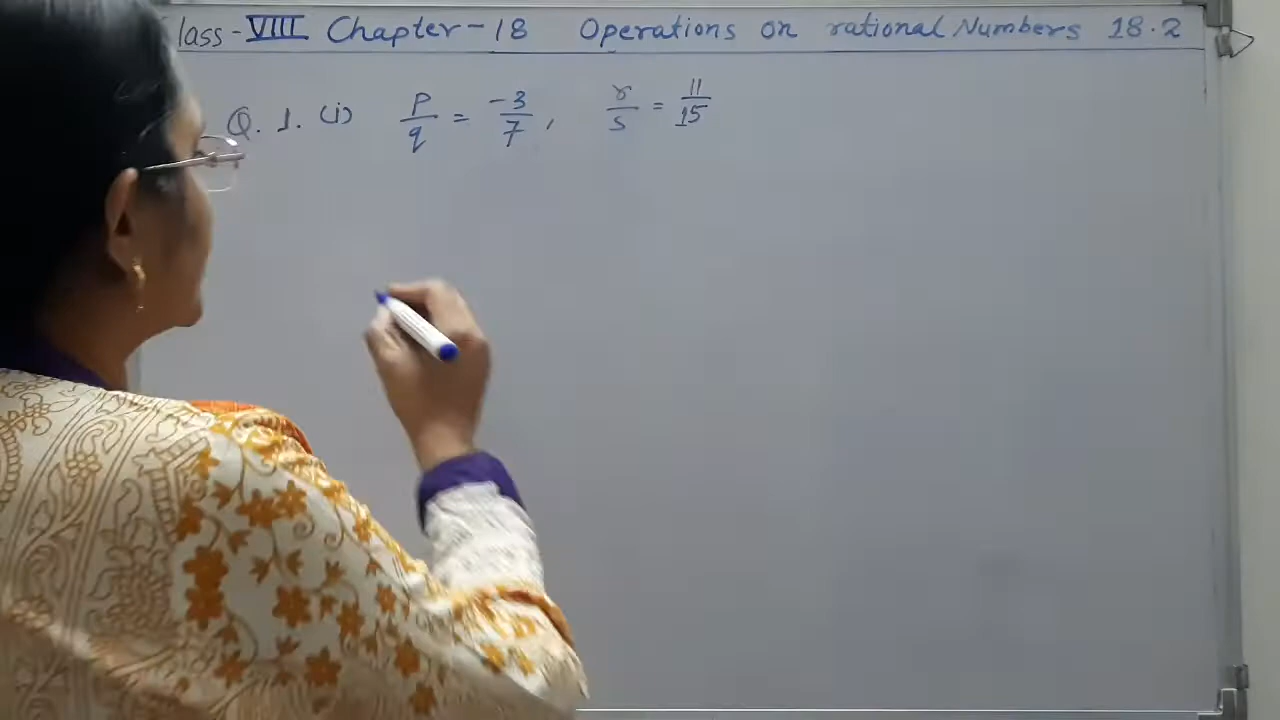 lass-VIII Chapter-18 Operations on rational Numbers 18.2
Q. 1. (i) p/q = -3/7, r/s = 11/15